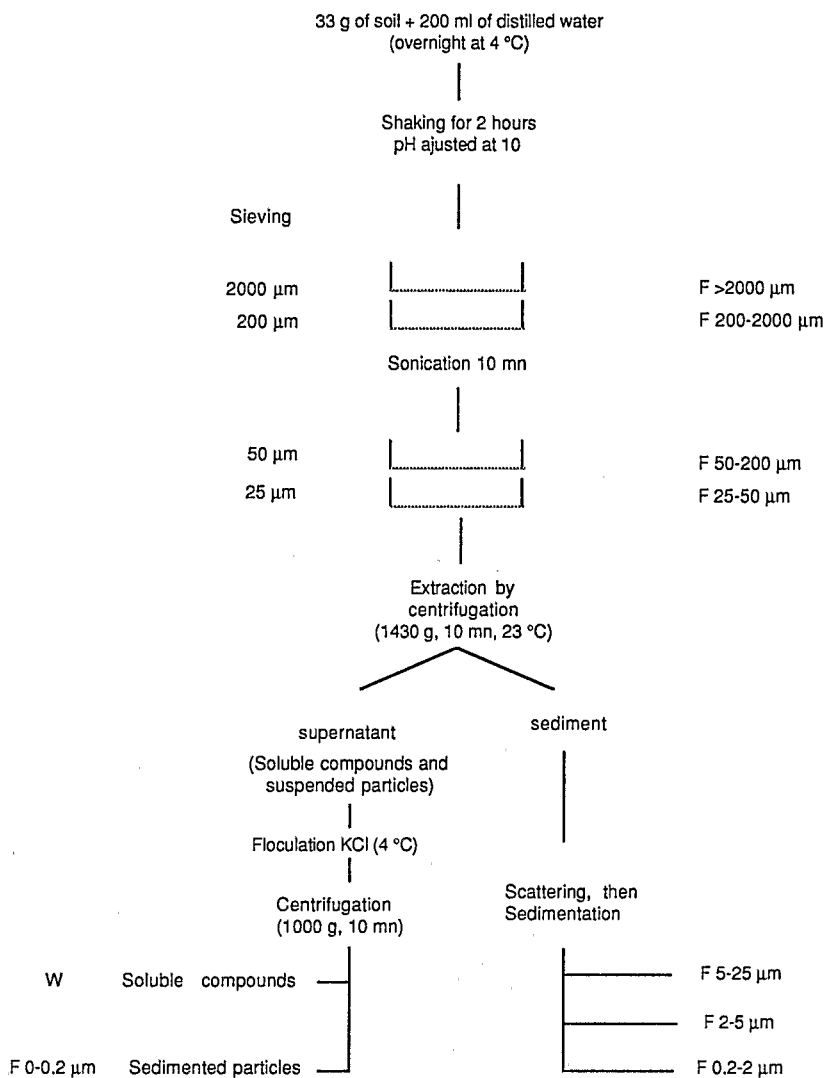 33 g of soil + 200 ml of distilled water
(overnight at 4 °C)
Shaking for 2 hours
pH ajusted at 10
Sieving
2000 µm
F >2000 µm
200 µm
F 200-2000 µm
Sonication 10 mn
50 µm
F 50-200 µm
25 µm
F 25-50 µm
Extraction by
centrifugation
(1430 g, 10 mn, 23 °C)
supernatant
sediment
(Soluble compounds and
suspended particles)
Floculation KCl (4 °C)
Centrifugation
(1000 g, 10 mn)
Scattering, then
Sedimentation
W Soluble compounds
F 5-25 µm
F 2-5 µm
F 0-0.2 µm Sedimented particles
F 0.2-2 µm